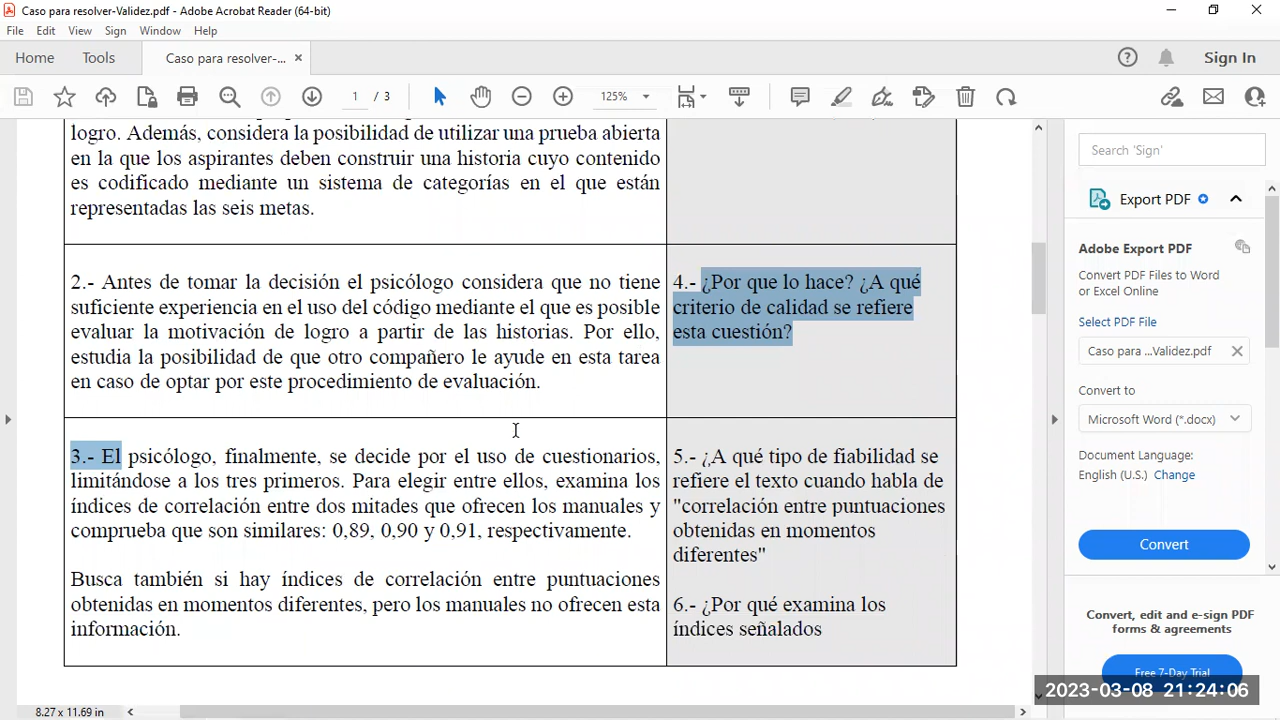 Caso para resolver-Validez.pdf - Adobe Acrobat Reader (64-bit)
File Edit View Sign Window Help
Home Tools Caso para resolver-... × Sign In
1 / 3 125%
logro. Además, considera la posibilidad de utilizar una prueba abierta
en la que los aspirantes deben construir una historia cuyo contenido
es codificado mediante un sistema de categorías en el que están
representadas las seis metas.
2.- Antes de tomar la decisión el psicólogo considera que no tiene
suficiente experiencia en el uso del código mediante el que es posible
evaluar la motivación de logro a partir de las historias. Por ello,
estudia la posibilidad de que otro compañero le ayude en esta tarea
en caso de optar por este procedimiento de evaluación.
4.- ¿Por que lo hace? ¿A qué
criterio de calidad se refiere
esta cuestión?
3.- El psicólogo, finalmente, se decide por el uso de cuestionarios,
limitándose a los tres primeros. Para elegir entre ellos, examina los
índices de correlación entre dos mitades que ofrecen los manuales y
comprueba que son similares: 0,89, 0,90 y 0,91, respectivamente.
Busca también si hay índices de correlación entre puntuaciones
obtenidas en momentos diferentes, pero los manuales no ofrecen esta
información.
5.- ¿A qué tipo de fiabilidad se
refiere el texto cuando habla de
"correlación entre puntuaciones
obtenidas en momentos
diferentes"
6.- ¿Por qué examina los
índices señalados
Search 'Sign'
Export PDF
Adobe Export PDF
Convert PDF Files to Word
or Excel Online
Select PDF File
Caso para ...Validez.pdf
Convert to
Microsoft Word (*.docx)
Document Language:
English (U.S.) Change
Convert
Convert, edit and e-sign PDF
forms & agreements
Free 7-Day Trial
2023-03-08 21:24:06
8.27 x 11.69 in